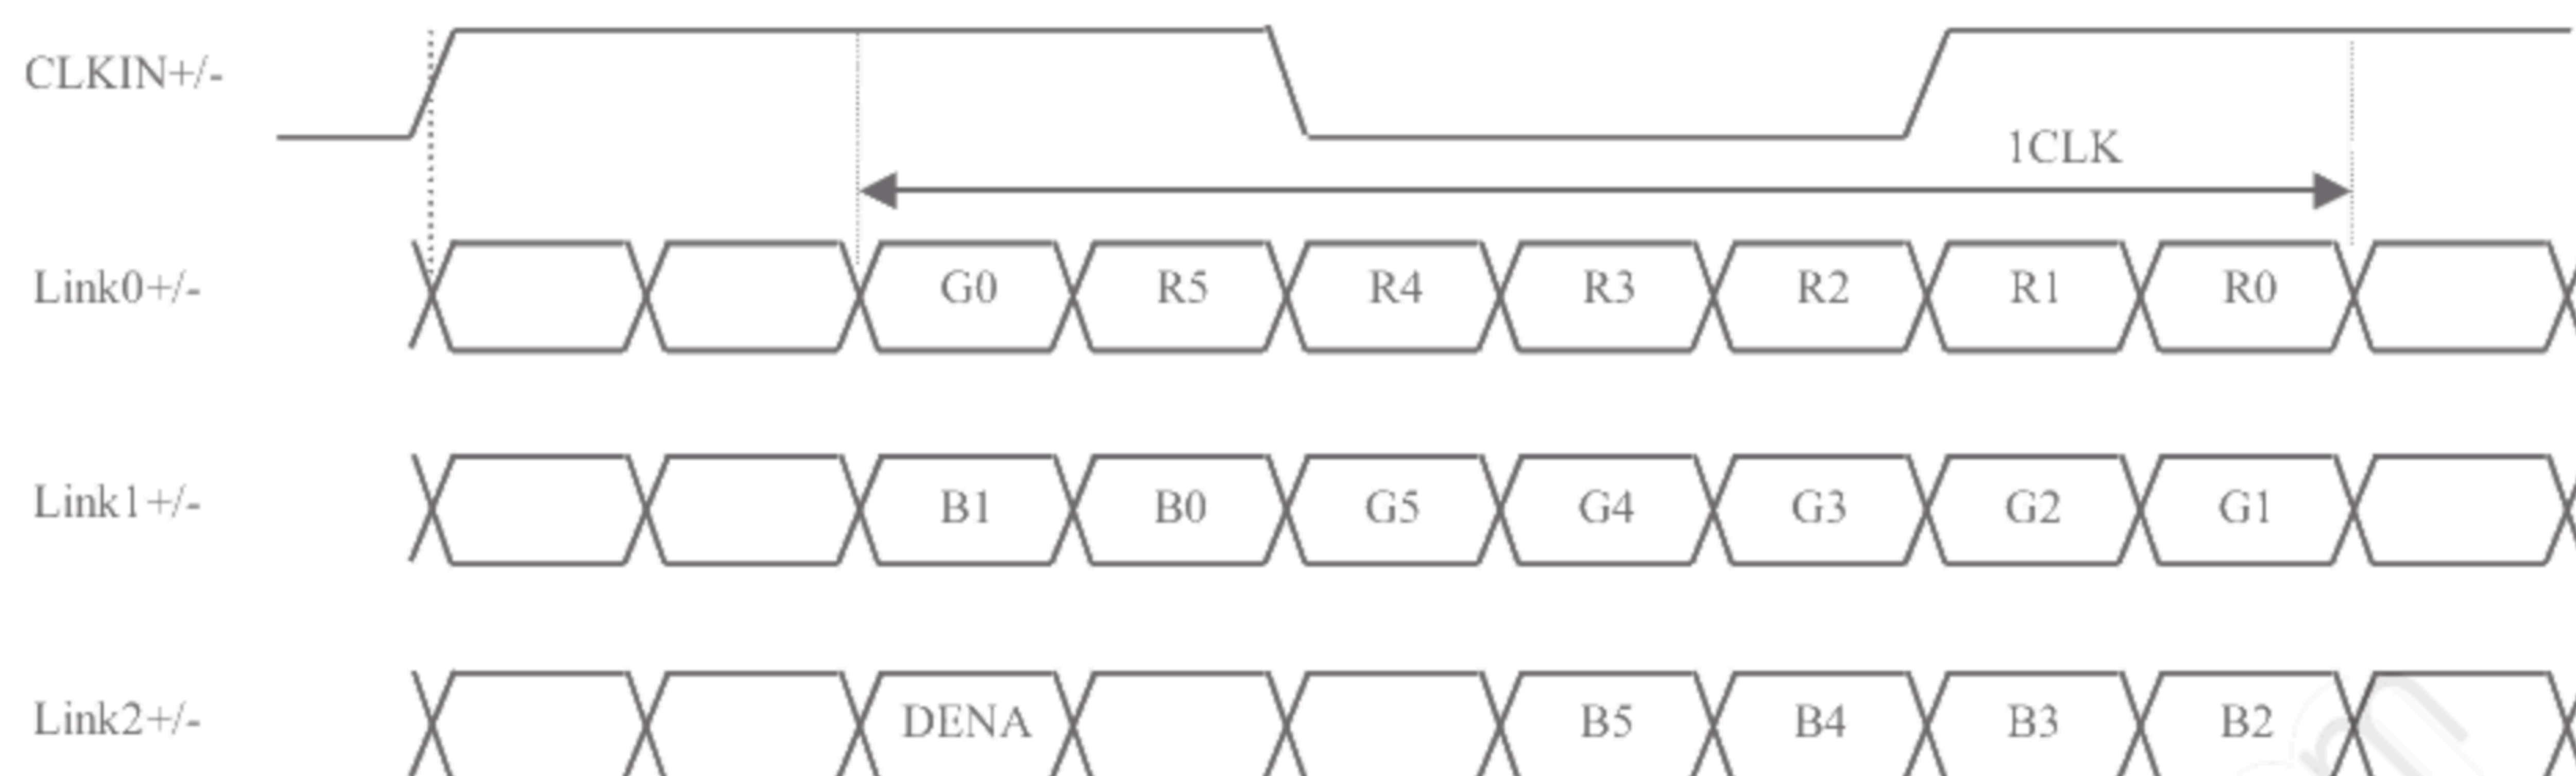 CLKIN+/-
1CLK
Link0+/- G0 R5 R4 R3 R2 R1 R0
Link1+/- B1 B0 G5 G4 G3 G2 G1
Link2+/- DENA B5 B4 B3 B2